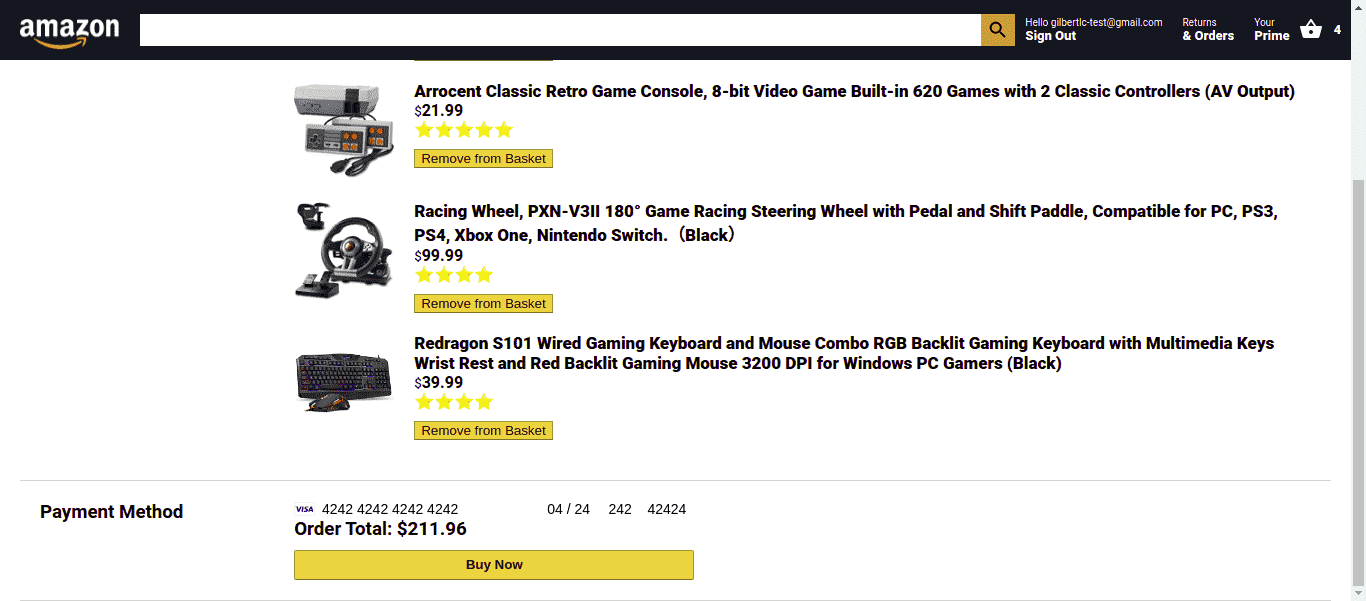 amazon
Hello gilbertlc-test@gmail.com
Sign Out
Returns
& Orders
Your
Prime
4
Arrocent Classic Retro Game Console, 8-bit Video Game Built-in 620 Games with 2 Classic Controllers (AV Output)
$21.99
Remove from Basket
Racing Wheel, PXN-V3II 180° Game Racing Steering Wheel with Pedal and Shift Paddle, Compatible for PC, PS3,
PS4, Xbox One, Nintendo Switch.（Black）
$99.99
Remove from Basket
Redragon S101 Wired Gaming Keyboard and Mouse Combo RGB Backlit Gaming Keyboard with Multimedia Keys
Wrist Rest and Red Backlit Gaming Mouse 3200 DPI for Windows PC Gamers (Black)
$39.99
Remove from Basket
Payment Method
VISA 4242 4242 4242 4242 04 / 24 242 42424
Order Total: $211.96
Buy Now